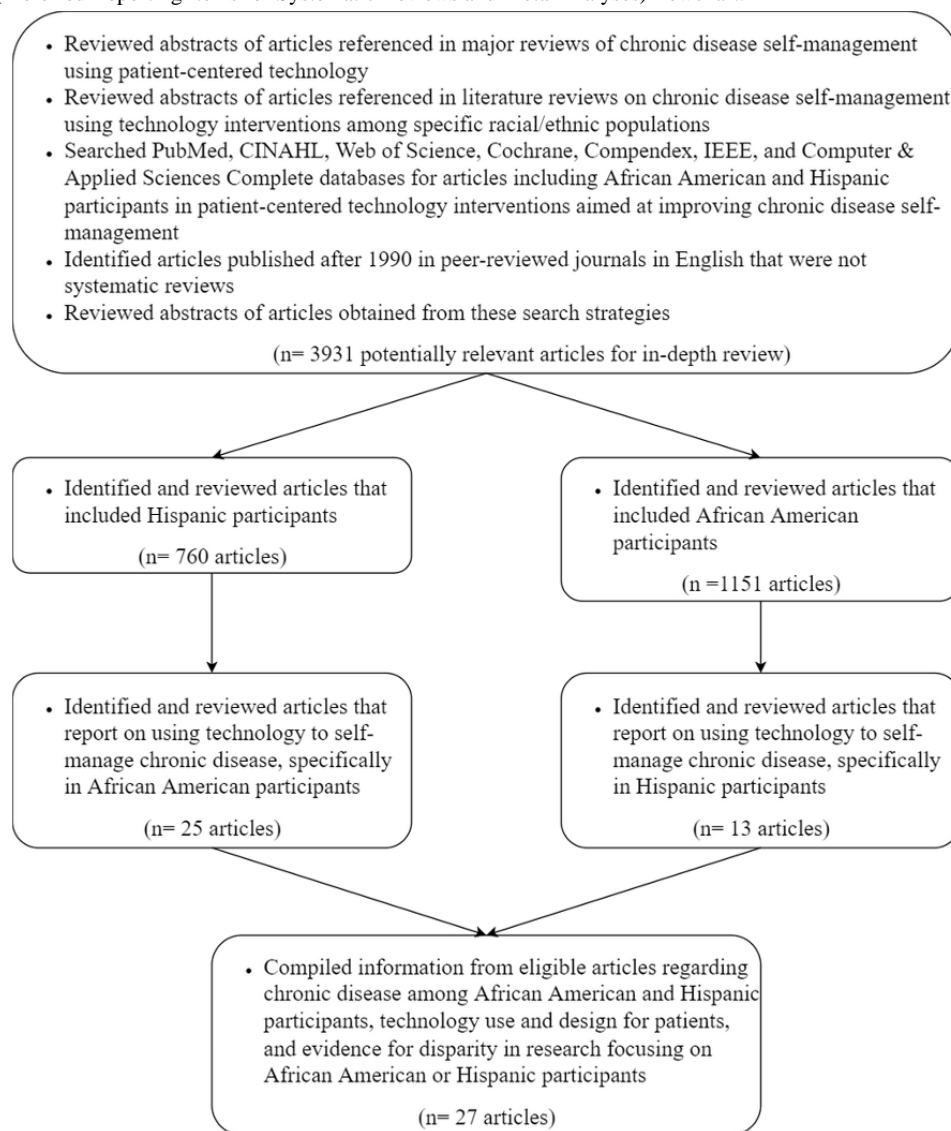 • Reviewed abstracts of articles referenced in major reviews of chronic disease self-management
using patient-centered technology
• Reviewed abstracts of articles referenced in literature reviews on chronic disease self-management
using technology interventions among specific racial/ethnic populations
• Searched PubMed, CINAHL, Web of Science, Cochrane, Compendex, IEEE, and Computer &
Applied Sciences Complete databases for articles including African American and Hispanic
participants in patient-centered technology interventions aimed at improving chronic disease self-
management
• Identified articles published after 1990 in peer-reviewed journals in English that were not
systematic reviews
• Reviewed abstracts of articles obtained from these search strategies
(n= 3931 potentially relevant articles for in-depth review)
• Identified and reviewed articles that
included Hispanic participants
(n= 760 articles)
• Identified and reviewed articles that
included African American
participants
(n =1151 articles)
• Identified and reviewed articles that
report on using technology to self-
manage chronic disease, specifically
in African American participants
(n= 25 articles)
• Identified and reviewed articles that
report on using technology to self-
manage chronic disease, specifically
in Hispanic participants
(n= 13 articles)
• Compiled information from eligible articles regarding
chronic disease among African American and Hispanic
participants, technology use and design for patients,
and evidence for disparity in research focusing on
African American or Hispanic participants
(n= 27 articles)